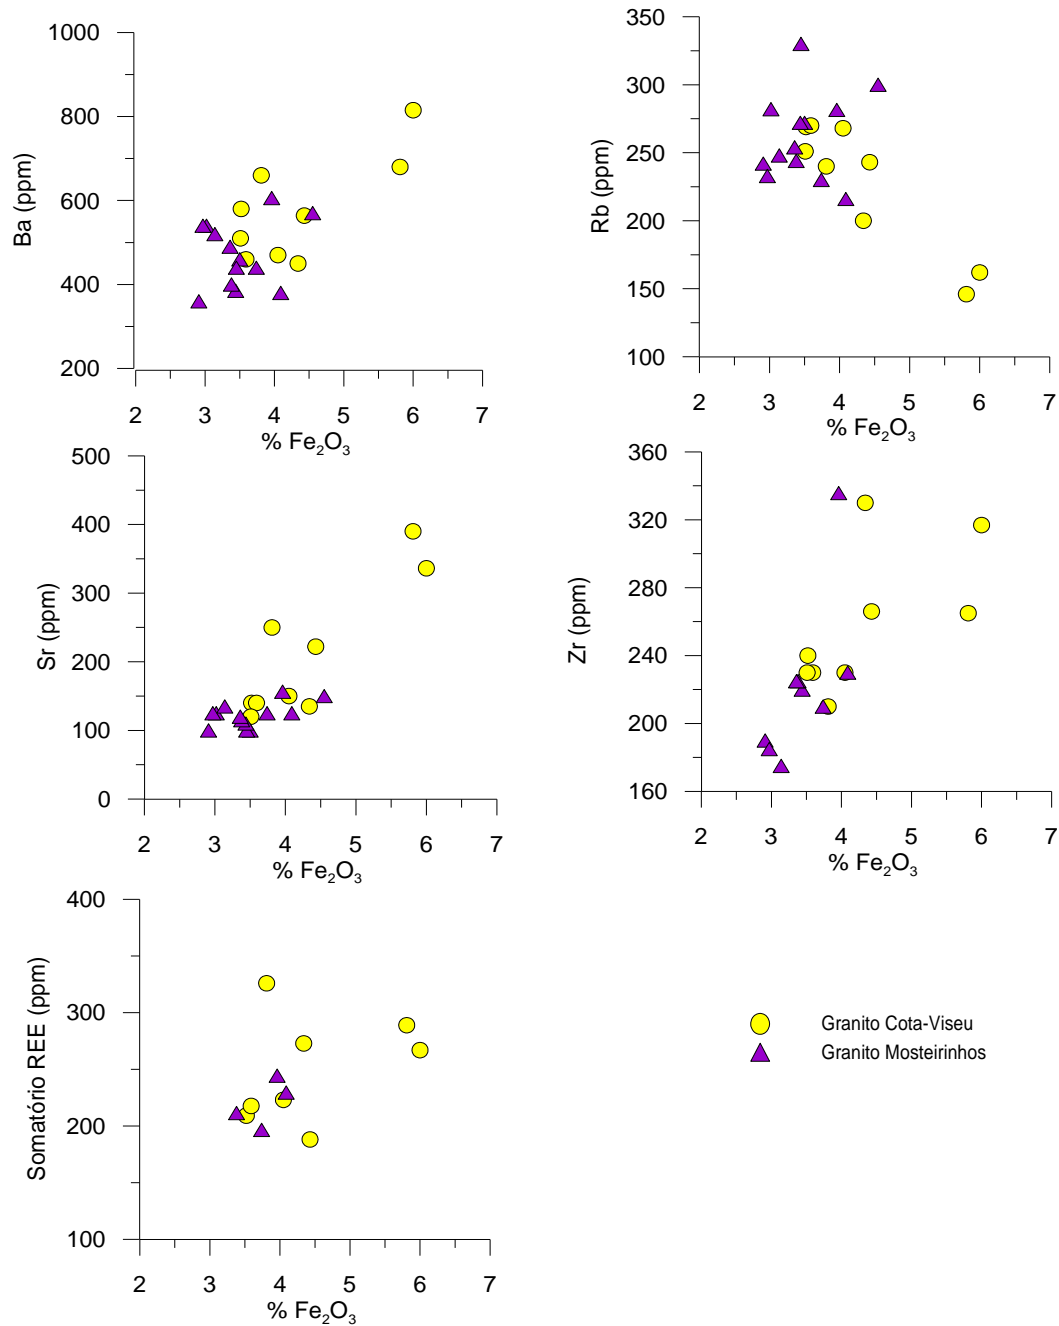 1000
800
600
400
200
Ba (ppm)
2 3 4 5 6 7
% Fe₂O₃
350
300
250
200
150
100
Rb (ppm)
2 3 4 5 6 7
% Fe₂O₃
500
400
300
200
100
0
Sr (ppm)
2 3 4 5 6 7
% Fe₂O₃
360
320
280
240
200
160
Zr (ppm)
2 3 4 5 6 7
% Fe₂O₃
400
300
200
100
Somatório REE (ppm)
2 3 4 5 6 7
% Fe₂O₃
Granito Cota-Viseu
Granito Mosteirinhos